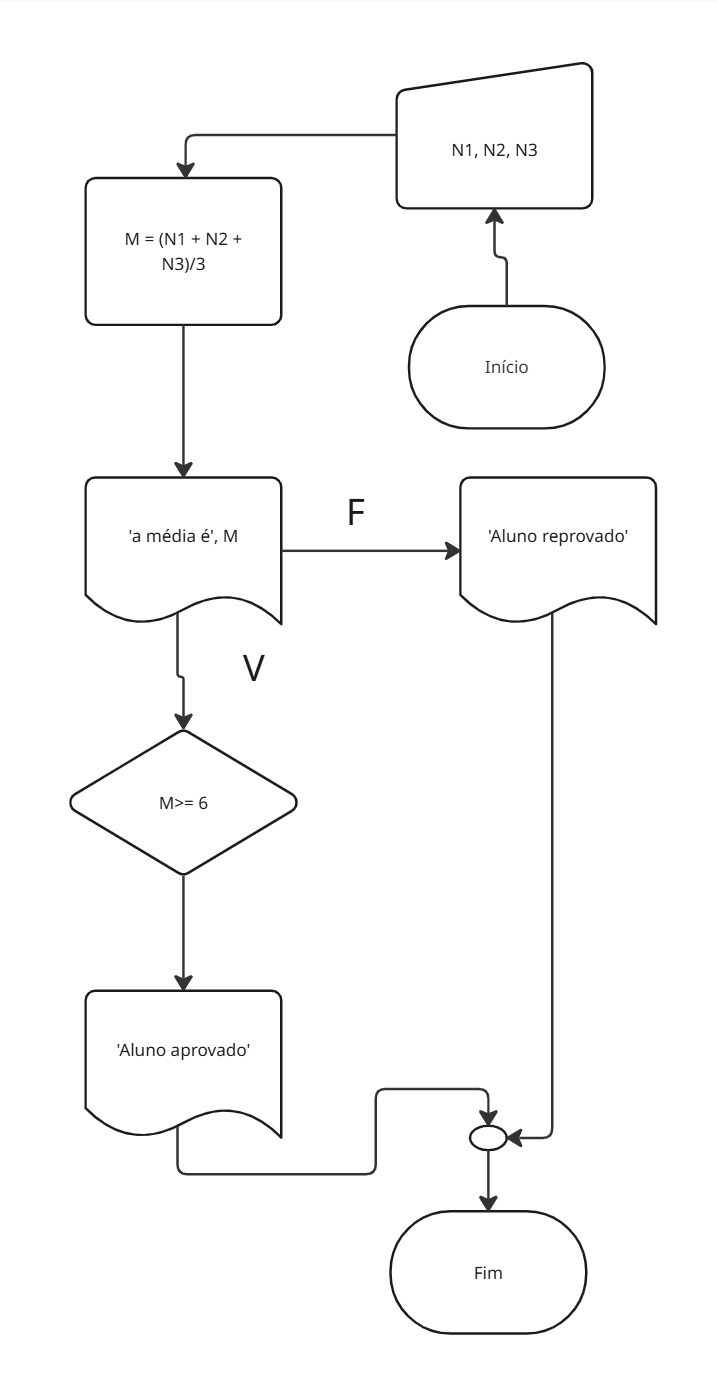 N1, N2, N3
M = (N1 + N2 +
N3)/3
Início
'a média é', M
F
'Aluno reprovado'
V
M>= 6
'Aluno aprovado'
Fim